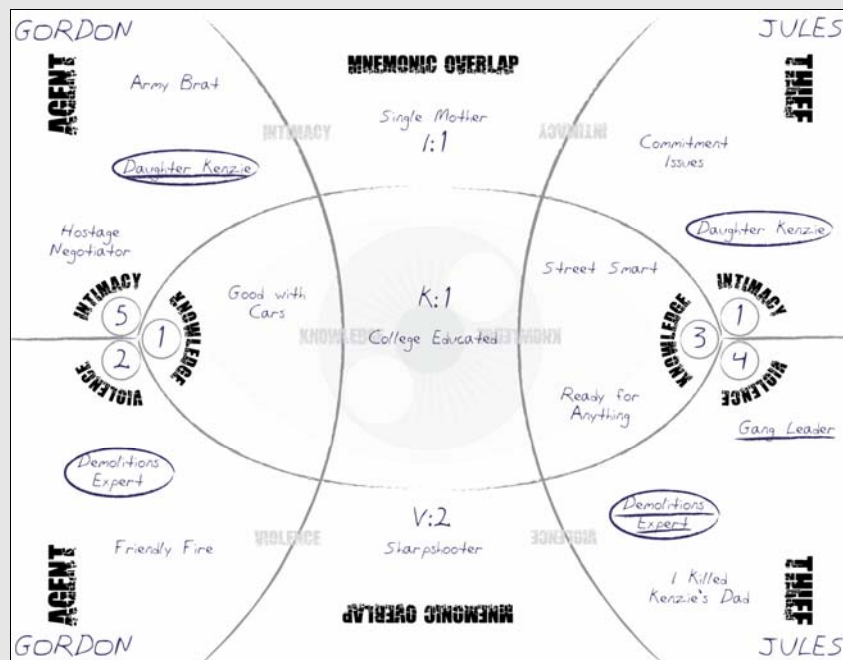 GORDON
JULES
AGENT
MNEMONIC OVERLAP
THIEF
Army Brat
Single Mother
I:1
INTIMACY
INTIMACY
Commitment
Issues
Daughter Kenzie
Daughter Kenzie
Hostage
Negotiator
Street Smart
INTIMACY
5
KNOWLEDGE
1
VIOLENCE
2
Good with
Cars
K:1
KNOWLEDGE
KNOWLEDGE
College Educated
INTIMACY
1
KNOWLEDGE
3
VIOLENCE
4
Ready for
Anything
Gang Leader
Demolitions
Expert
Demolitions
Expert
V:2
Sharpshooter
VIOLENCE
VIOLENCE
Friendly Fire
I Killed
Kenzie's Dad
AGENT
MNEMONIC OVERLAP
THIEF
GORDON
JULES